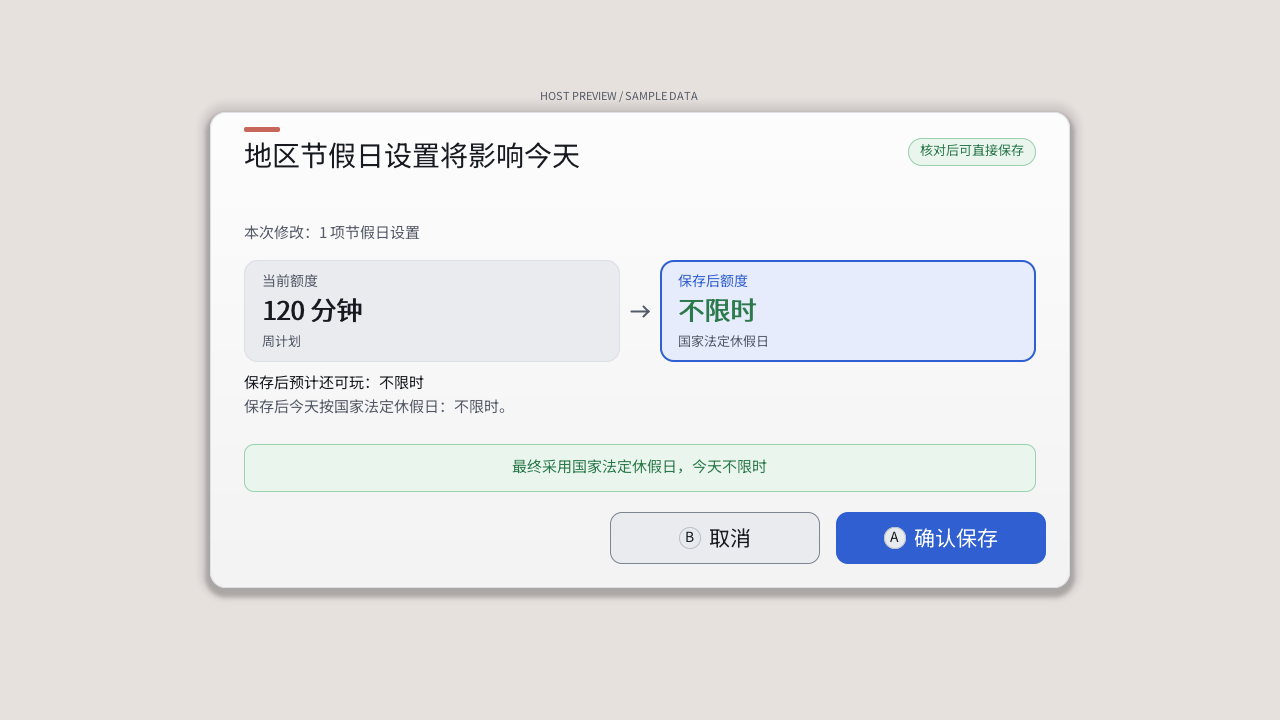 HOST PREVIEW / SAMPLE DATA
地区节假日设置将影响今天
核对后可直接保存
本次修改：1 项节假日设置
当前额度
120 分钟
周计划
→
保存后额度
不限时
国家法定休假日
保存后预计还可玩：不限时
保存后今天按国家法定休假日：不限时。
最终采用国家法定休假日，今天不限时
B 取消
A 确认保存